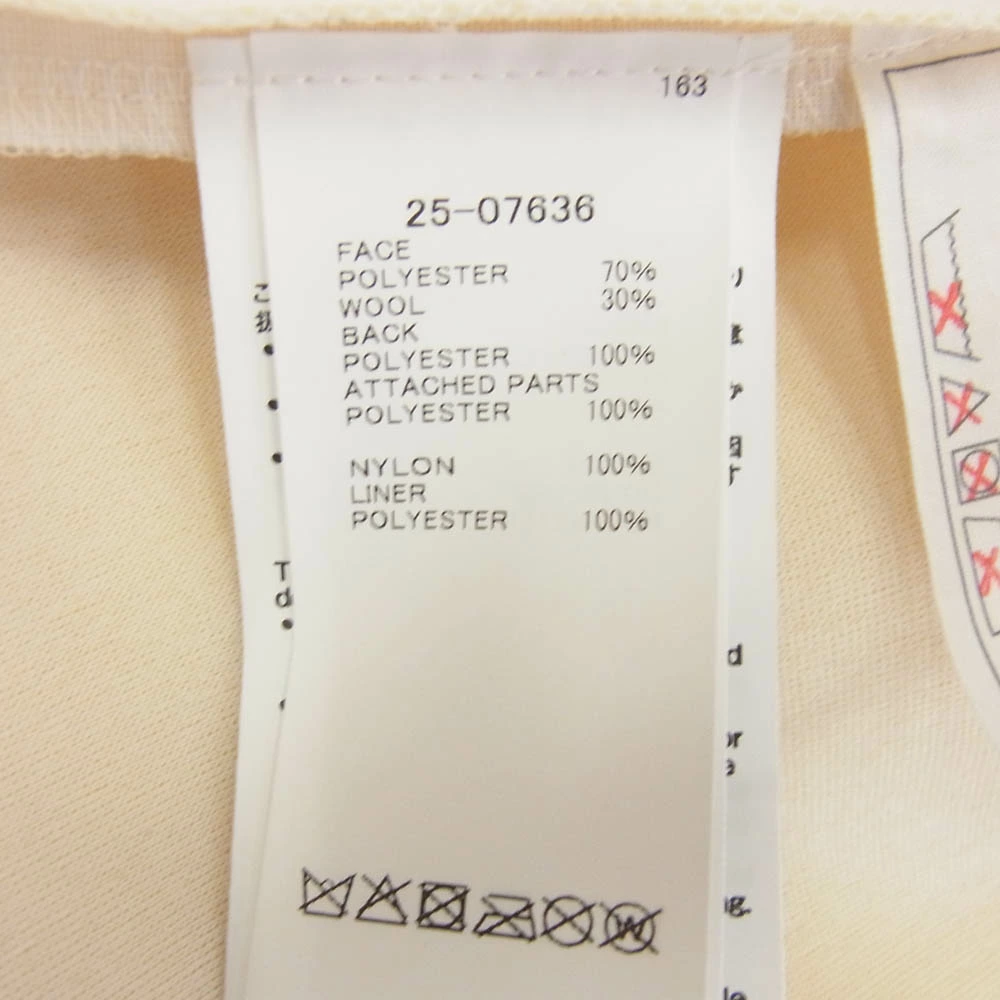 163
25-07636
FACE
POLYESTER 70%
WOOL 30%
BACK
POLYESTER 100%
ATTACHED PARTS
POLYESTER 100%
NYLON 100%
LINER
POLYESTER 100%
W